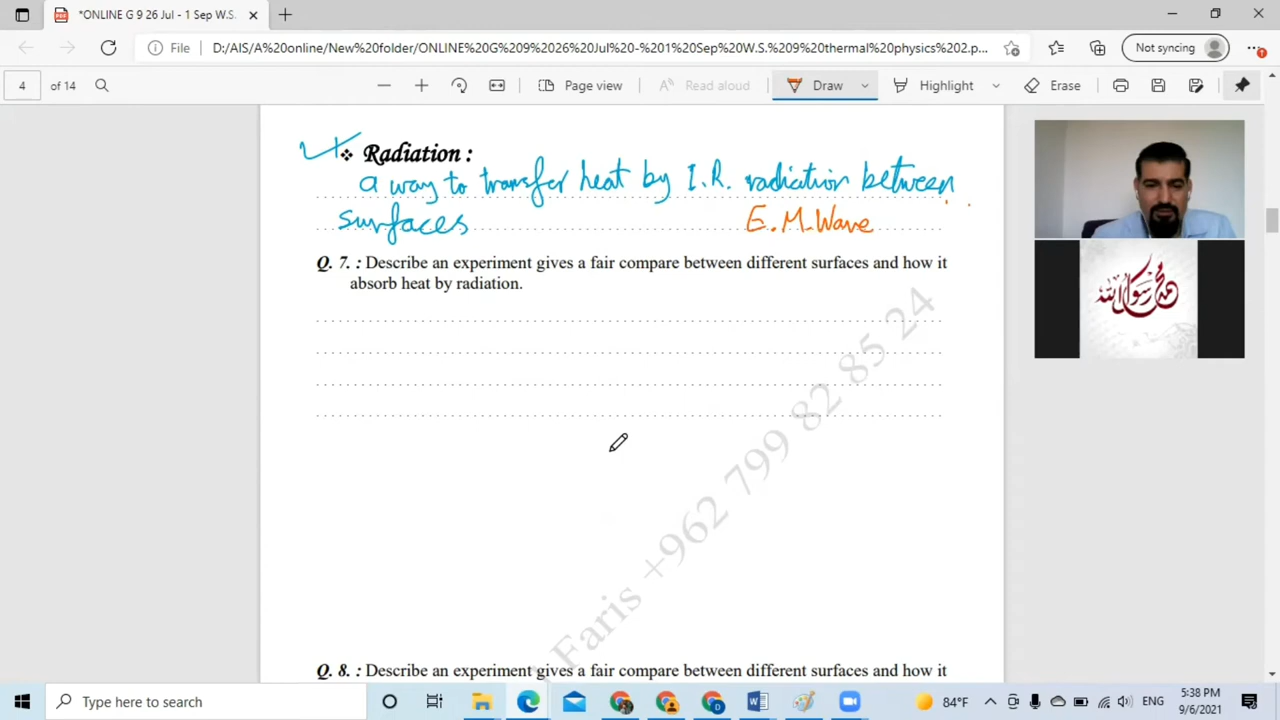 *ONLINE G 9 26 Jul - 1 Sep W.S.
File
D:/AIS/A%20online/New%20folder/ONLINE%20G%209%2026%20Jul%20-%201%20Sep%20W.S.%209%20thermal%20physics%202.p...
Not syncing
4 of 14
Page view
Read aloud
Draw
Highlight
Erase
❖ Radiation :
a way to transfer heat by I.R. radiation between
surfaces
E.M.Wave
Q. 7. : Describe an experiment gives a fair compare between different surfaces and how it
absorb heat by radiation.
Faris +962 799 82 85 24
Q. 8. : Describe an experiment gives a fair compare between different surfaces and how it
محمد رسول الله
Type here to search
84°F
ENG
5:38 PM
9/6/2021